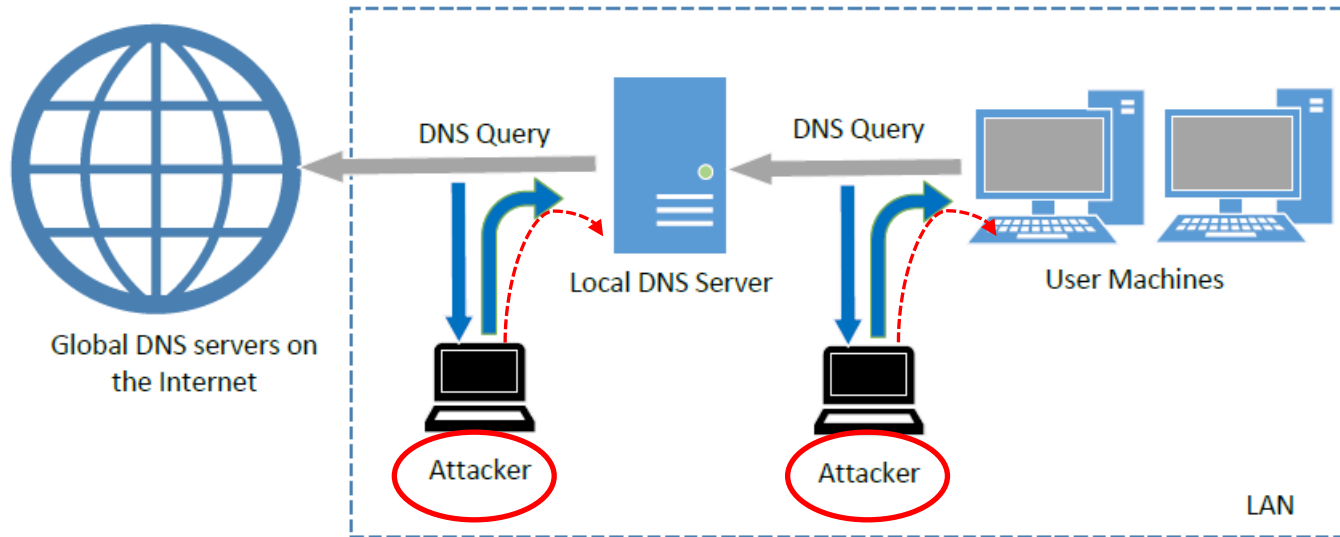 DNS Query
DNS Query
Local DNS Server
User Machines
Global DNS servers on
the Internet
Attacker
Attacker
LAN